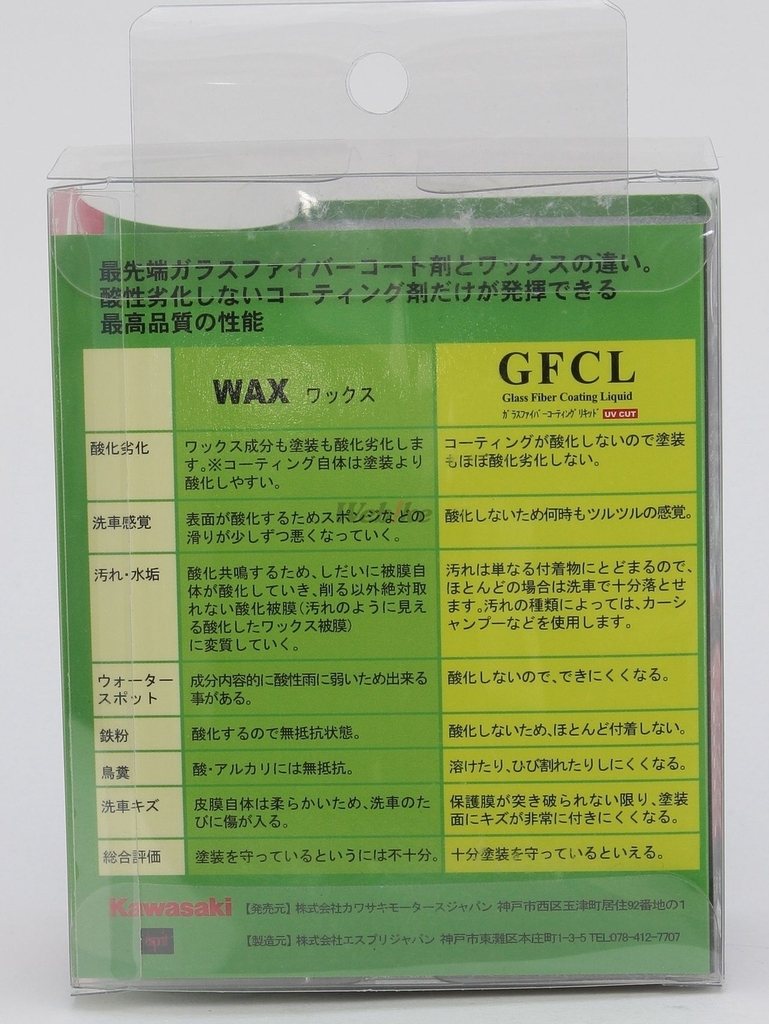 最先端ガラスファイバーコート剤とワックスの違い。
酸性劣化しないコーティング剤だけが発揮できる
最高品質の性能
WAX ワックス
GFCL
Glass Fiber Coating Liquid
ガラスファイバーコーティングリキッド UV CUT
酸化劣化
ワックス成分も塗装も酸化劣化しま
す。※コーティング自体は塗装より
酸化しやすい。
コーティングが酸化しないので塗装
もほぼ酸化劣化しない。
洗車感覚
表面が酸化するためスポンジなどの
滑りが少しずつ悪くなっていく。
酸化しないため何時もツルツルの感覚。
汚れ・水垢
酸化共鳴するため、しだいに被膜自
体が酸化していき、削る以外絶対取
れない酸化被膜(汚れのように見え
る酸化したワックス被膜)
に変質していく。
汚れは単なる付着物にとどまるので、
ほとんどの場合は洗車で十分落とせ
ます。汚れの種類によっては、カーシ
ャンプーなどを使用します。
ウォーター
スポット
成分内容的に酸性雨に弱いため出来る
事がある。
酸化しないので、できにくくなる。
鉄粉
酸化するので無抵抗状態。
酸化しないため、ほとんど付着しない。
鳥糞
酸・アルカリには無抵抗。
溶けたり、ひび割れたりしにくくなる。
洗車キズ
皮膜自体は柔らかいため、洗車のた
びに傷が入る。
保護膜が突き破られない限り、塗装
面にキズが非常に付きにくくなる。
総合評価
塗装を守っているというには不十分。
十分塗装を守っているといえる。
Webike
Kawasaki 【発売元】株式会社カワサキモータースジャパン 神戸市西区玉津町居住92番地の1
【製造元】株式会社エスプリジャパン 神戸市東灘区本庄町1-3-5 TEL:078-412-7707